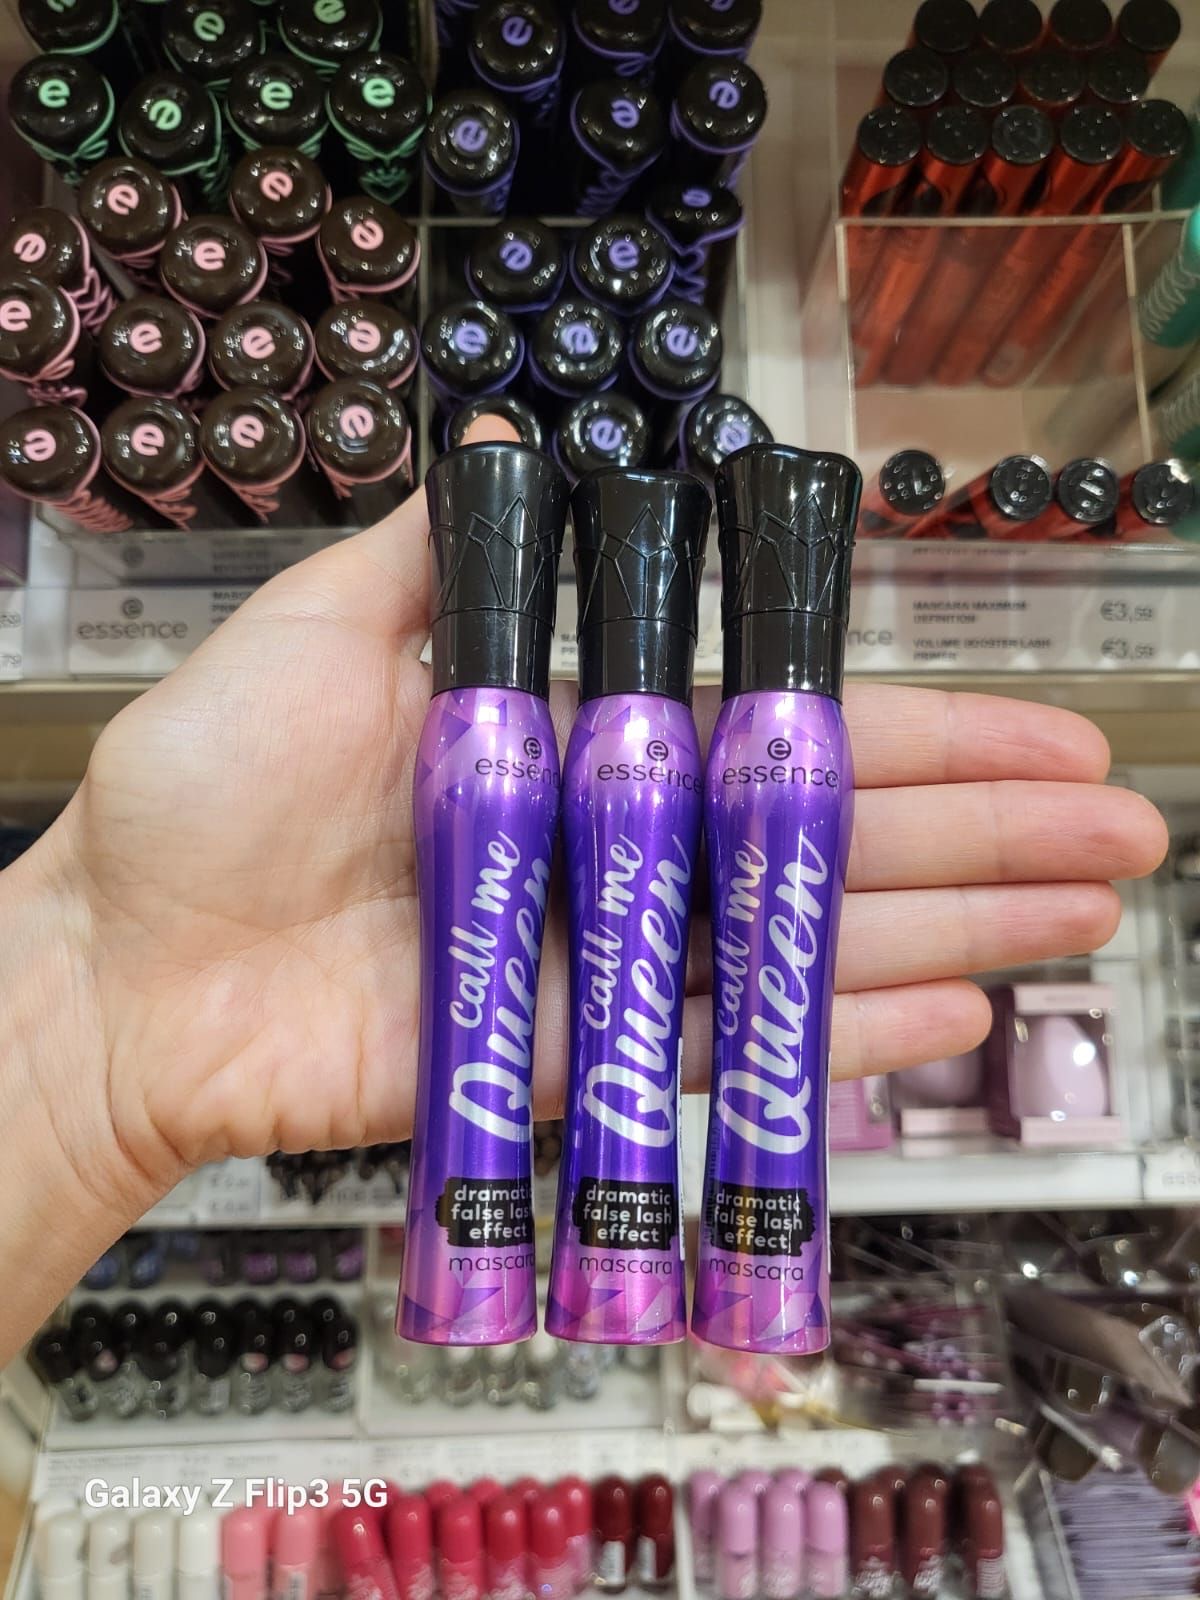 essence
MASCARA MAXIMUM
DEFINITION
€3,59
VOLUME BOOSTER LASH
PRIMER
€3,59
essence
call me
Queen
dramatic
false lash
effect
mascara
essence
call me
Queen
dramatic
false lash
effect
mascara
essence
call me
Queen
dramatic
false lash
effect
mascara
Galaxy Z Flip3 5G